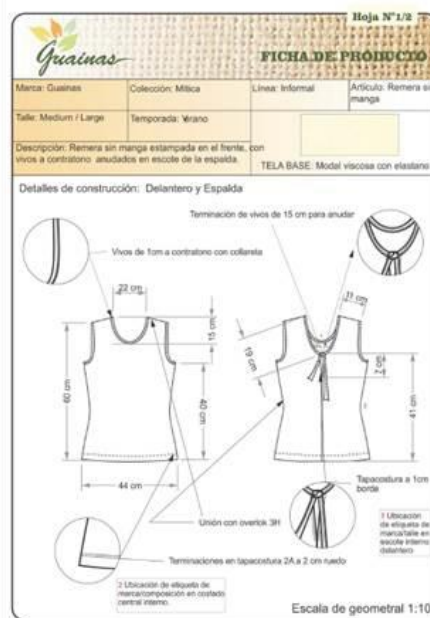 Hoja N°1/2
Guainas
FICHA DE PRODUCTO
Marca: Guainas
Colección: Mitica
Línea: Informal
Artículo: Remera sin
manga
Talle: Medium / Large
Temporada: Verano
Descripción: Remera sin manga estampada en el frente, con
vivos a contratono anudados en escote de la espalda.
TELA BASE: Modal viscosa con elastano
Detalles de construcción: Delantero y Espalda
Terminación de vivos de 15 cm para anudar
Vivos de 1cm a contratono con collareta
22 cm
11 cm
15 cm
19 cm
7 cm
60 cm
40 cm
41 cm
44 cm
Tapacostura a 1cm
borde
Unión con overlok 3H
1 Ubicación
de etiqueta de
marca/talle en
escote interno
delantero
Terminaciones en tapacostura 2A a 2 cm ruedo
2 Ubicación de etiqueta de
marca/composición en costado
central interno.
Escala de geometral 1:10